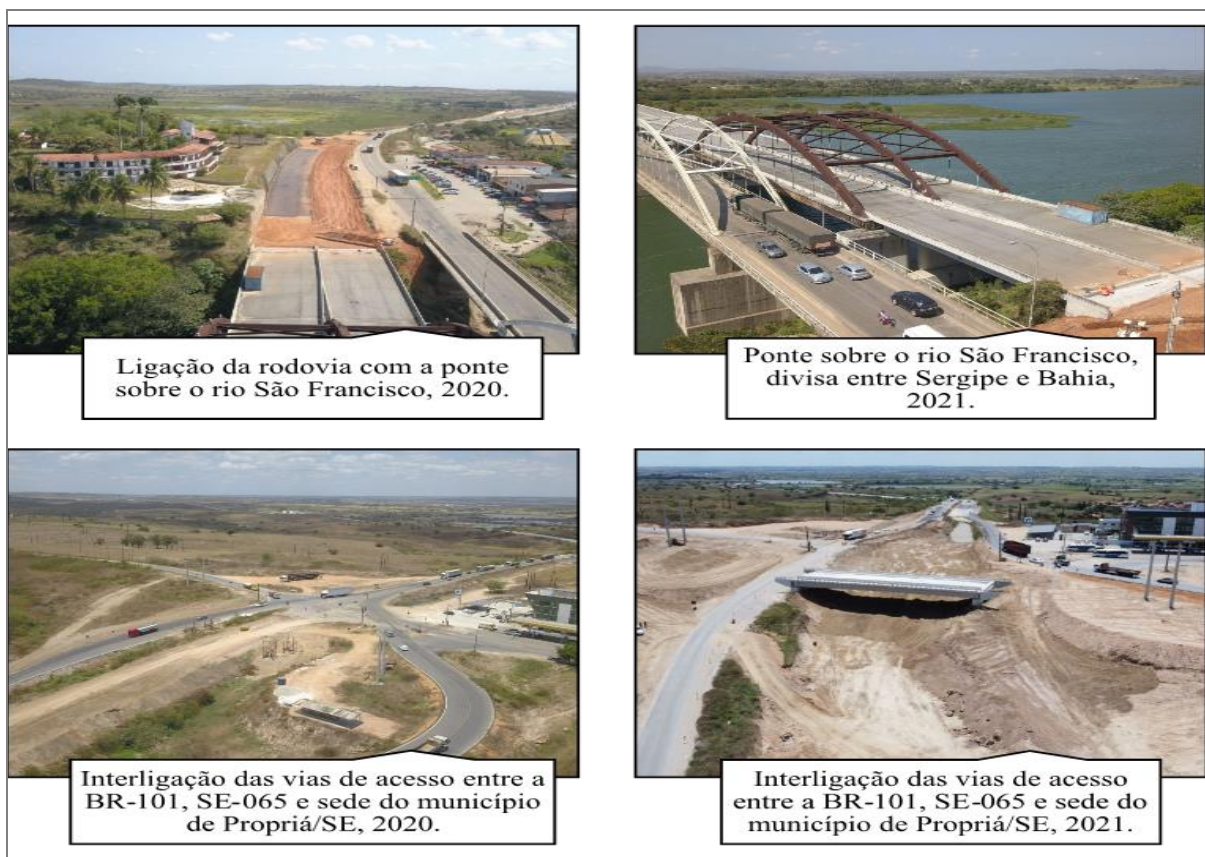 Ligação da rodovia com a ponte
sobre o rio São Francisco, 2020.
Ponte sobre o rio São Francisco,
divisa entre Sergipe e Bahia,
2021.
Interligação das vias de acesso entre a
BR-101, SE-065 e sede do município
de Propriá/SE, 2020.
Interligação das vias de acesso
entre a BR-101, SE-065 e sede do
município de Propriá/SE, 2021.